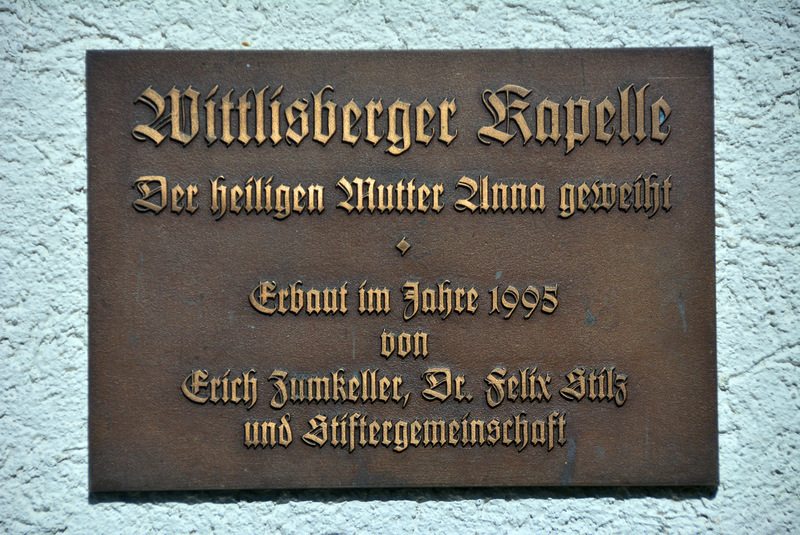 Wittlisberger Kapelle
Der heiligen Mutter Anna geweiht
Erbaut im Jahre 1995
von
Erich Zumkeller, Dr. Felix Stilz
und Stiftergemeinschaft